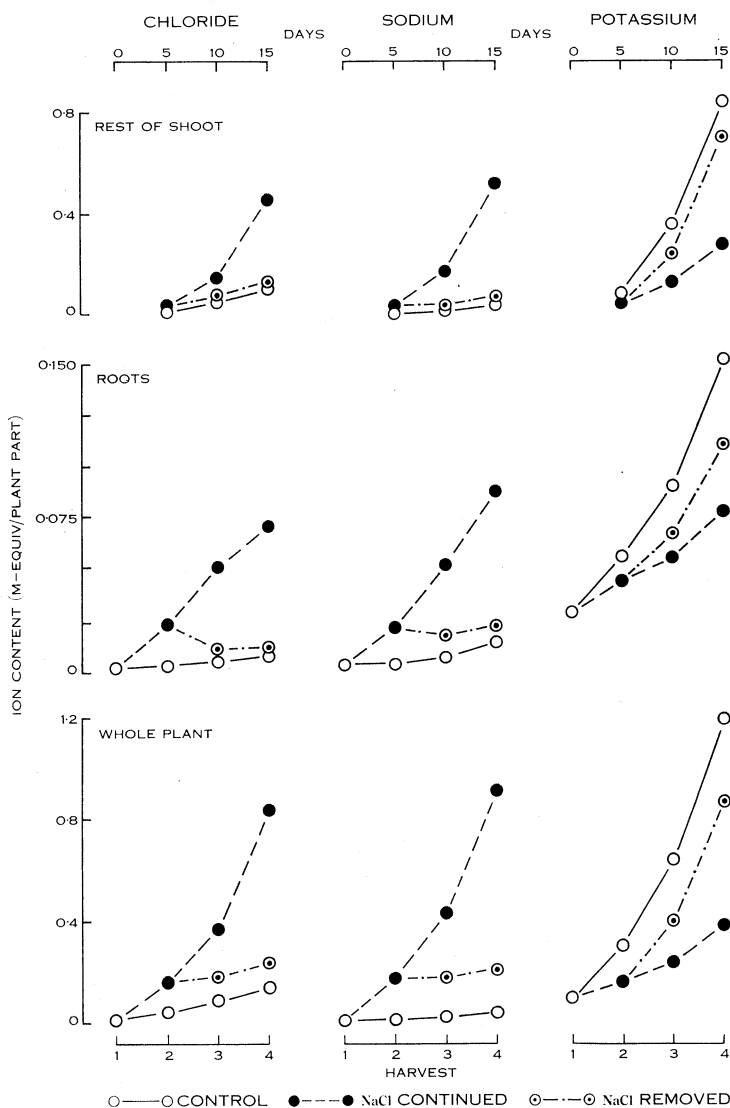 CHLORIDE SODIUM POTASSIUM
DAYS DAYS
0 5 10 15 0 5 10 15 0 5 10 15
0·8
REST OF SHOOT
0·4
0
0·150
ROOTS
0·075
0
ION CONTENT (M-EQUIV/PLANT PART)
1·2
WHOLE PLANT
0·8
0·4
0
1 2 3 4 1 2 3 4 1 2 3 4
HARVEST
CONTROL NaCl CONTINUED NaCl REMOVED